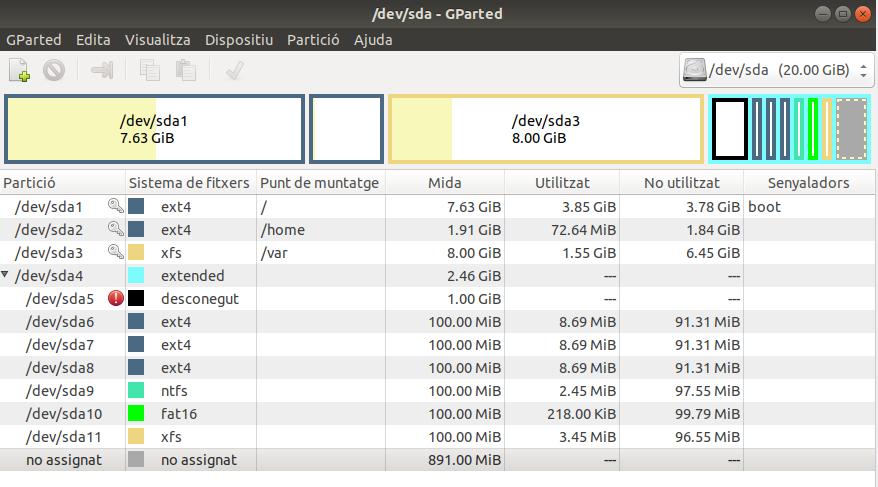 /dev/sda - GParted
GParted Edita Visualitza Dispositiu Partició Ajuda
/dev/sda (20.00 GiB)
/dev/sda1
7.63 GiB
/dev/sda3
8.00 GiB
Partició Sistema de fitxers Punt de muntatge Mida Utilitzat No utilitzat Senyaladors
/dev/sda1 ext4 / 7.63 GiB 3.85 GiB 3.78 GiB boot
/dev/sda2 ext4 /home 1.91 GiB 72.64 MiB 1.84 GiB
/dev/sda3 xfs /var 8.00 GiB 1.55 GiB 6.45 GiB
/dev/sda4 extended 2.46 GiB --- ---
/dev/sda5 desconegut 1.00 GiB --- ---
/dev/sda6 ext4 100.00 MiB 8.69 MiB 91.31 MiB
/dev/sda7 ext4 100.00 MiB 8.69 MiB 91.31 MiB
/dev/sda8 ext4 100.00 MiB 8.69 MiB 91.31 MiB
/dev/sda9 ntfs 100.00 MiB 2.45 MiB 97.55 MiB
/dev/sda10 fat16 100.00 MiB 218.00 KiB 99.79 MiB
/dev/sda11 xfs 100.00 MiB 3.45 MiB 96.55 MiB
no assignat no assignat 891.00 MiB --- ---